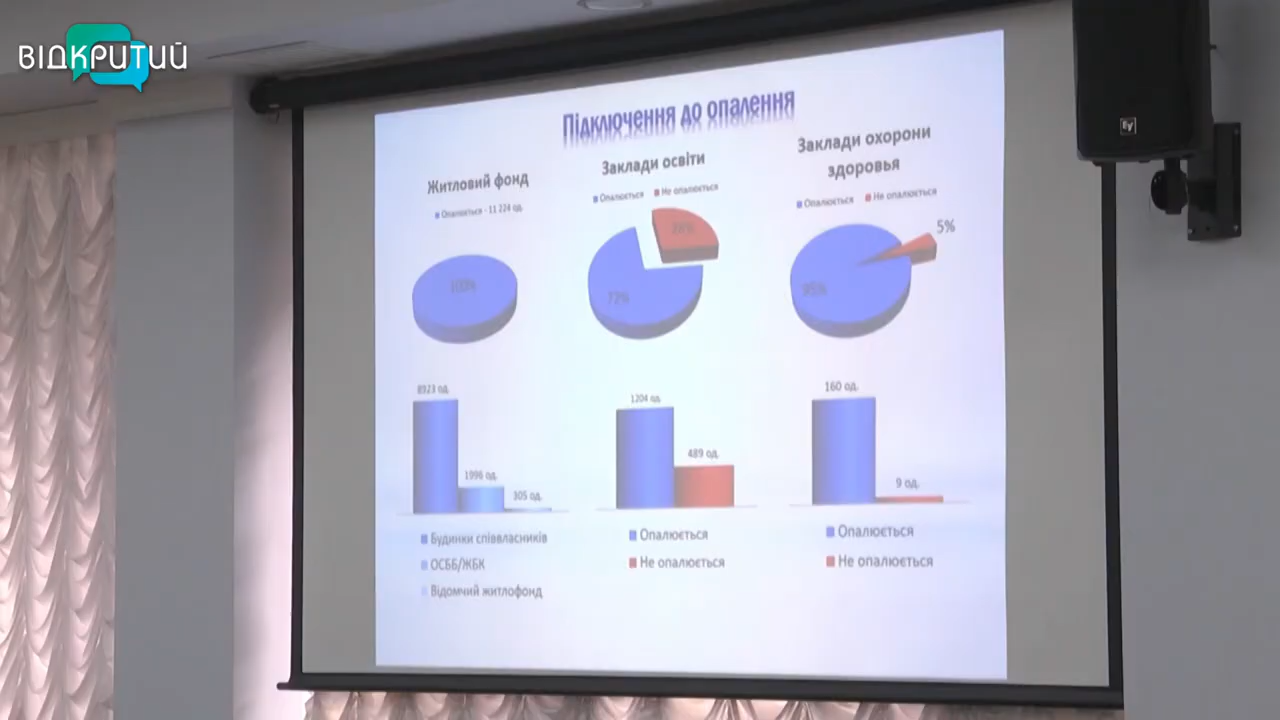 ВІДКРИТИЙ
Підключення до опалення
Житловий фонд
Опалюється - 11 224 од.
100%
8923 од.
1996 од.
305 од.
Будинки співвласників
ОСББ/ЖБК
Відомчий житлофонд
Заклади освіти
Опалюється Не опалюється
28%
72%
1204 од.
489 од.
Опалюється
Не опалюється
Заклади охорони
здоровья
Опалюється Не опалюється
5%
95%
160 од.
9 од.
Опалюється
Не опалюється
EV